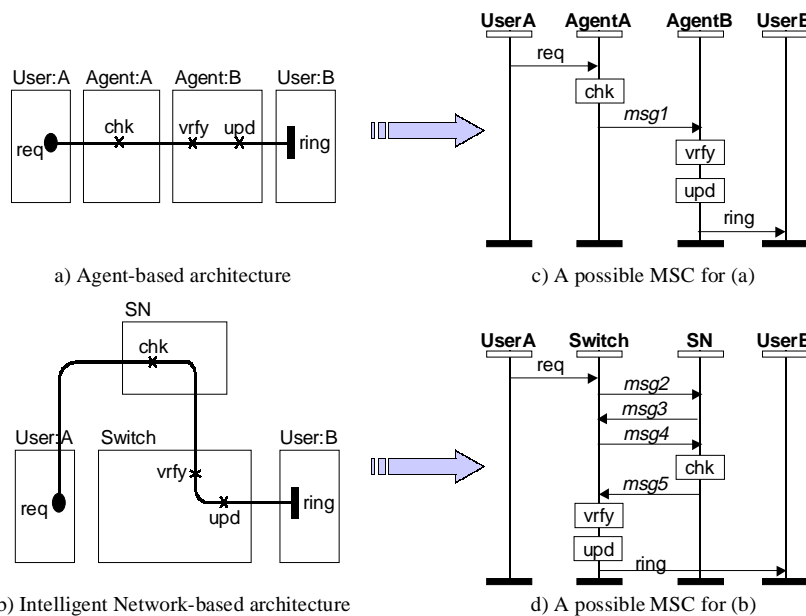 User:A Agent:A Agent:B User:B
chk vrfy upd
req ring
a) Agent-based architecture
UserA AgentA AgentB UserB
req
chk
msg1
vrfy
upd
ring
c) A possible MSC for (a)
SN
chk
User:A Switch User:B
vrfy
req upd ring
b) Intelligent Network-based architecture
UserA Switch SN UserB
req
msg2
msg3
msg4
chk
msg5
vrfy
upd
ring
d) A possible MSC for (b)